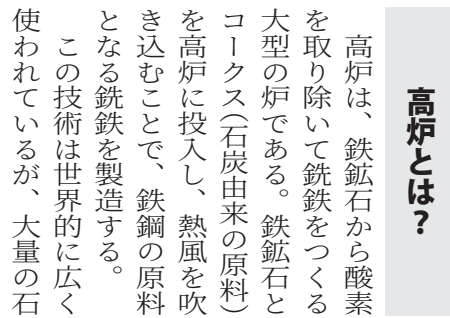 高炉とは？
高炉は、鉄鉱石から酸素
を取り除いて銑鉄をつくる
大型の炉である。鉄鉱石と
コークス(石炭由来の原料)
を高炉に投入し、熱風を吹
き込むことで、鉄鋼の原料
となる銑鉄を製造する。
この技術は世界的に広く
使われているが、大量の石